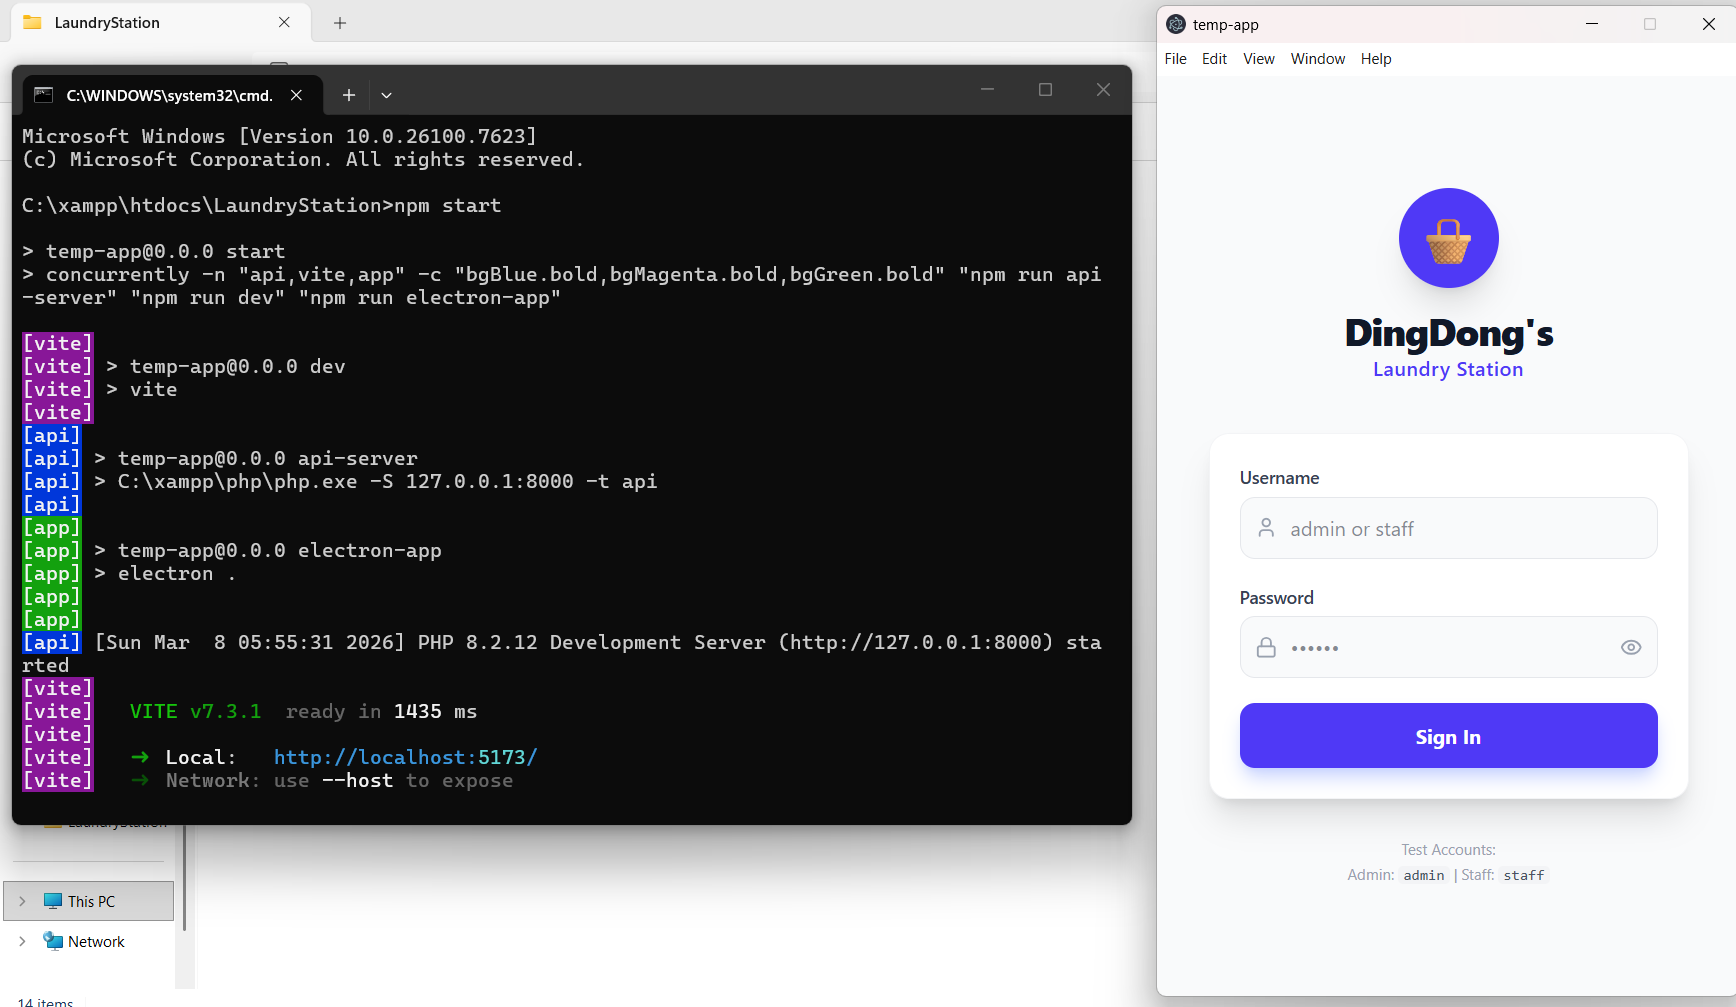 LaundryStation
C:\WINDOWS\system32\cmd.
Microsoft Windows [Version 10.0.26100.7623]
(c) Microsoft Corporation. All rights reserved.
C:\xampp\htdocs\LaundryStation>npm start
> temp-app@0.0.0 start
> concurrently -n "api,vite,app" -c "bgBlue.bold,bgMagenta.bold,bgGreen.bold" "npm run api
-server" "npm run dev" "npm run electron-app"
[vite]
[vite] > temp-app@0.0.0 dev
[vite] > vite
[vite]
[api]
[api] > temp-app@0.0.0 api-server
[api] > C:\xampp\php\php.exe -S 127.0.0.1:8000 -t api
[api]
[app]
[app] > temp-app@0.0.0 electron-app
[app] > electron .
[app]
[app]
[api] [Sun Mar  8 05:55:31 2026] PHP 8.2.12 Development Server (http://127.0.0.1:8000) sta
rted
[vite]
[vite]   VITE v7.3.1  ready in 1435 ms
[vite]
[vite]   ➜ Local:   http://localhost:5173/
[vite]   ➜ Network: use --host to expose
LaundryStation
This PC
Network
14 items
temp-app
File Edit View Window Help
DingDong's
Laundry Station
Username
admin or staff
Password
••••••
Sign In
Test Accounts:
Admin: admin | Staff: staff